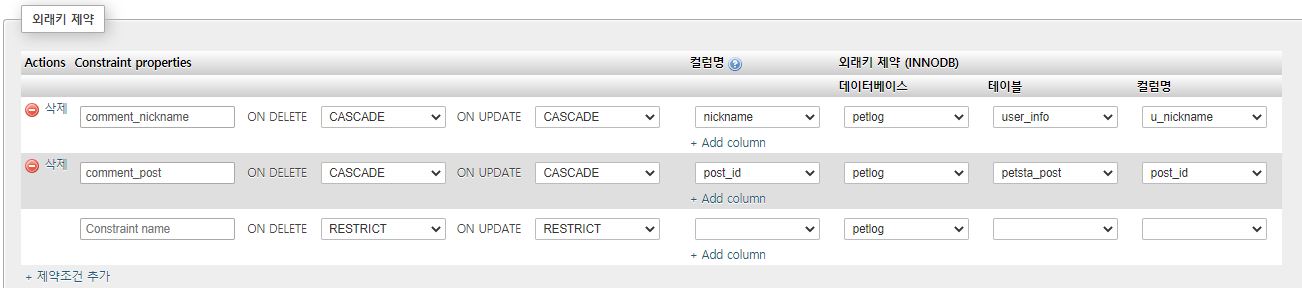 외래키 제약
Actions Constraint properties 컬럼명 외래키 제약 (INNODB)
데이터베이스 테이블 컬럼명
삭제 comment_nickname ON DELETE CASCADE ON UPDATE CASCADE nickname petlog user_info u_nickname
+ Add column
삭제 comment_post ON DELETE CASCADE ON UPDATE CASCADE post_id petlog petsta_post post_id
+ Add column
Constraint name ON DELETE RESTRICT ON UPDATE RESTRICT petlog
+ Add column
+ 제약조건 추가